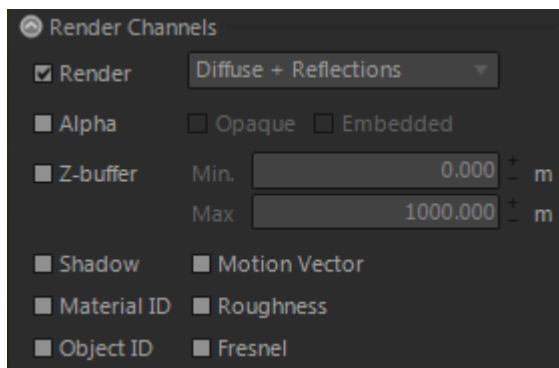 Render Channels
Render Diffuse + Reflections
Alpha Opaque Embedded
Z-buffer Min. 0.000 + - m
Max 1000.000 + - m
Shadow Motion Vector
Material ID Roughness
Object ID Fresnel